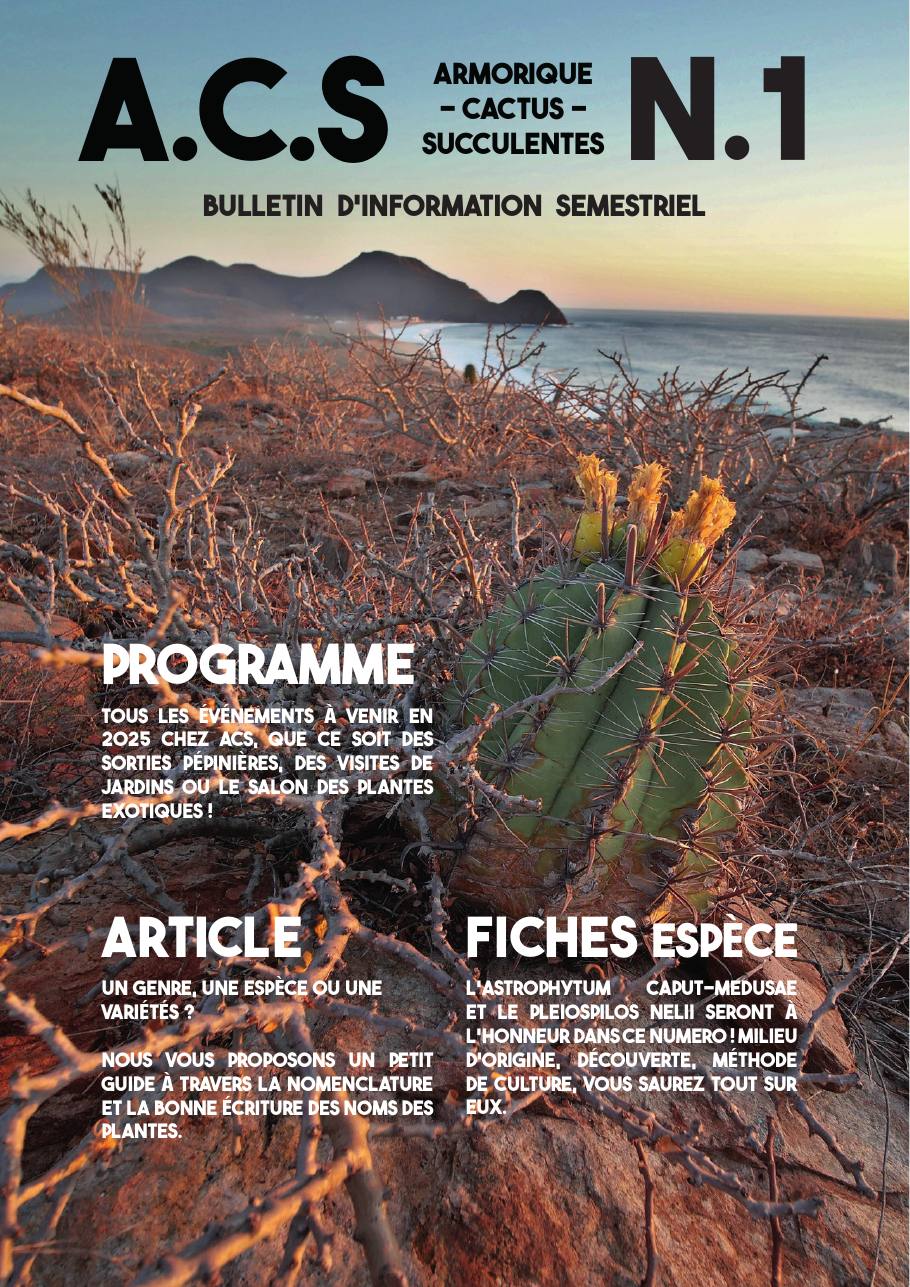 A.C.S
ARMORIQUE
- CACTUS -
SUCCULENTES
N.1
BULLETIN D'INFORMATION SEMESTRIEL
PROGRAMME
TOUS LES ÉVÉNEMENTS À VENIR EN
2025 CHEZ ACS, QUE CE SOIT DES
SORTIES PÉPINIÈRES, DES VISITES DE
JARDINS OU LE SALON DES PLANTES
EXOTIQUES !
ARTICLE
UN GENRE, UNE ESPÈCE OU UNE
VARIÉTÉS ?
NOUS VOUS PROPOSONS UN PETIT
GUIDE À TRAVERS LA NOMENCLATURE
ET LA BONNE ÉCRITURE DES NOMS DES
PLANTES.
FICHES ESPÈCE
L'ASTROPHYTUM CAPUT-MEDUSAE
ET LE PLEIOSPILOS NELII SERONT À
L'HONNEUR DANS CE NUMERO ! MILIEU
D'ORIGINE, DÉCOUVERTE, MÉTHODE
DE CULTURE, VOUS SAUREZ TOUT SUR
EUX.